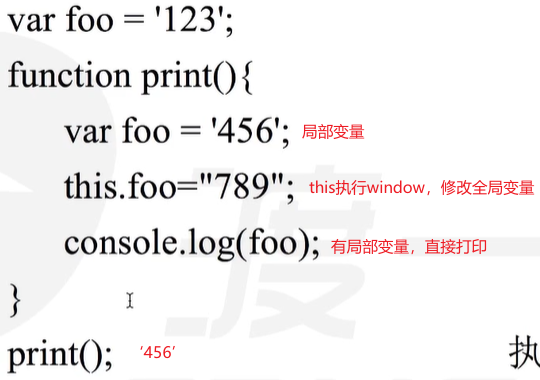 var foo = '123';
function print(){
var foo = '456'; 局部变量
this.foo="789"; this执行window，修改全局变量
console.log(foo); 有局部变量，直接打印
}
print(); ‘456’ 执
度一